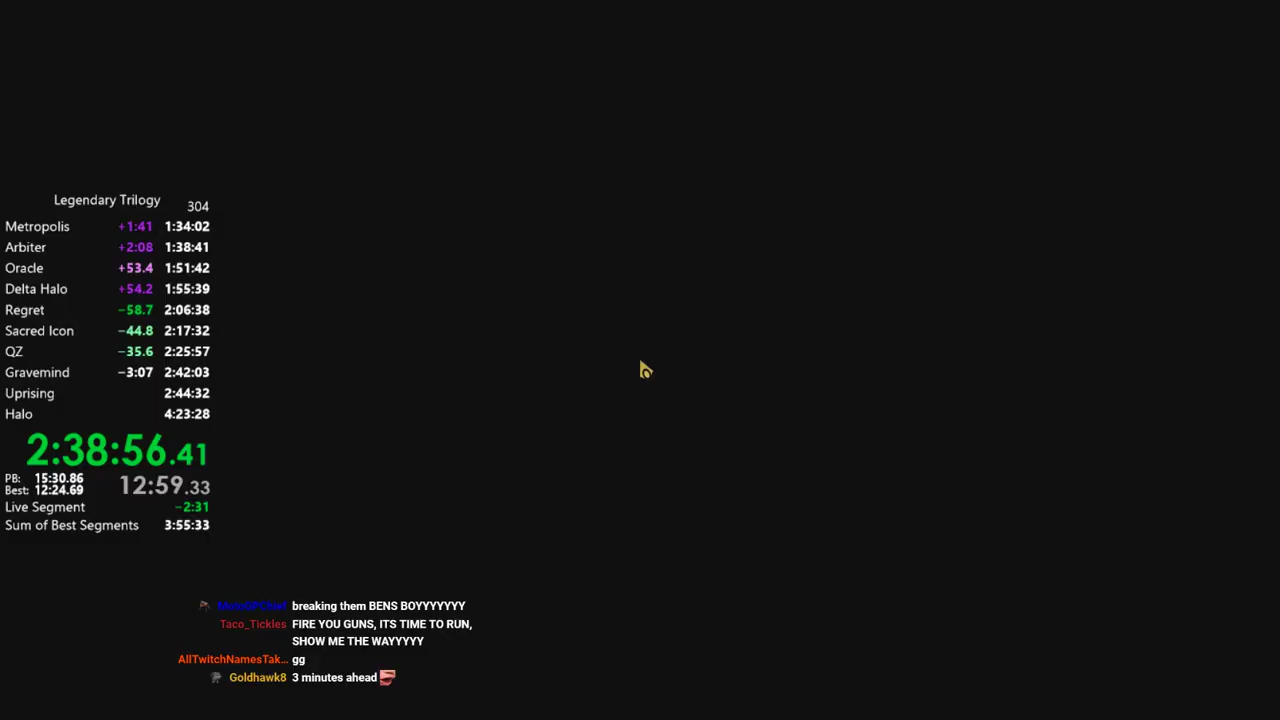 Legendary Trilogy 304
Metropolis +1:41 1:34:02
Arbiter +2:08 1:38:41
Oracle +53.4 1:51:42
Delta Halo +54.2 1:55:39
Regret −58.7 2:06:38
Sacred Icon −44.8 2:17:32
QZ −35.6 2:25:57
Gravemind −3:07 2:42:03
Uprising 2:44:32
Halo 4:23:28
2:38:56.41
PB: 15:30.86
Best: 12:24.69
12:59.33
Live Segment −2:31
Sum of Best Segments 3:55:33
breaking them BENS BOYYYYYYY
Taco_Tickles FIRE YOU GUNS, ITS TIME TO RUN,
SHOW ME THE WAYYYYY
AllTwitchNamesTak... gg
Goldhawk8 3 minutes ahead